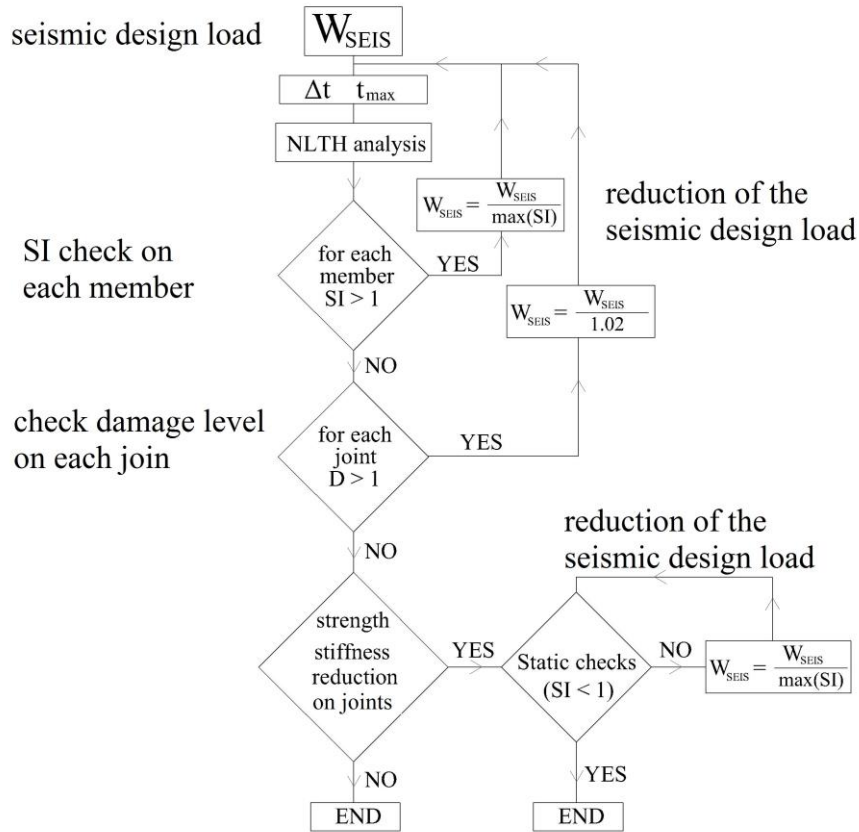 seismic design load
W_SEIS
Δt t_max
NLTH analysis
W_SEIS = W_SEIS / max(SI)
reduction of the
seismic design load
SI check on
each member
for each
member
SI > 1
YES
W_SEIS = W_SEIS / 1.02
NO
check damage level
on each join
for each
joint
D > 1
YES
NO
reduction of the
seismic design load
strength
stiffness
reduction
on joints
YES
Static checks
(SI < 1)
NO
W_SEIS = W_SEIS / max(SI)
NO
YES
END
END